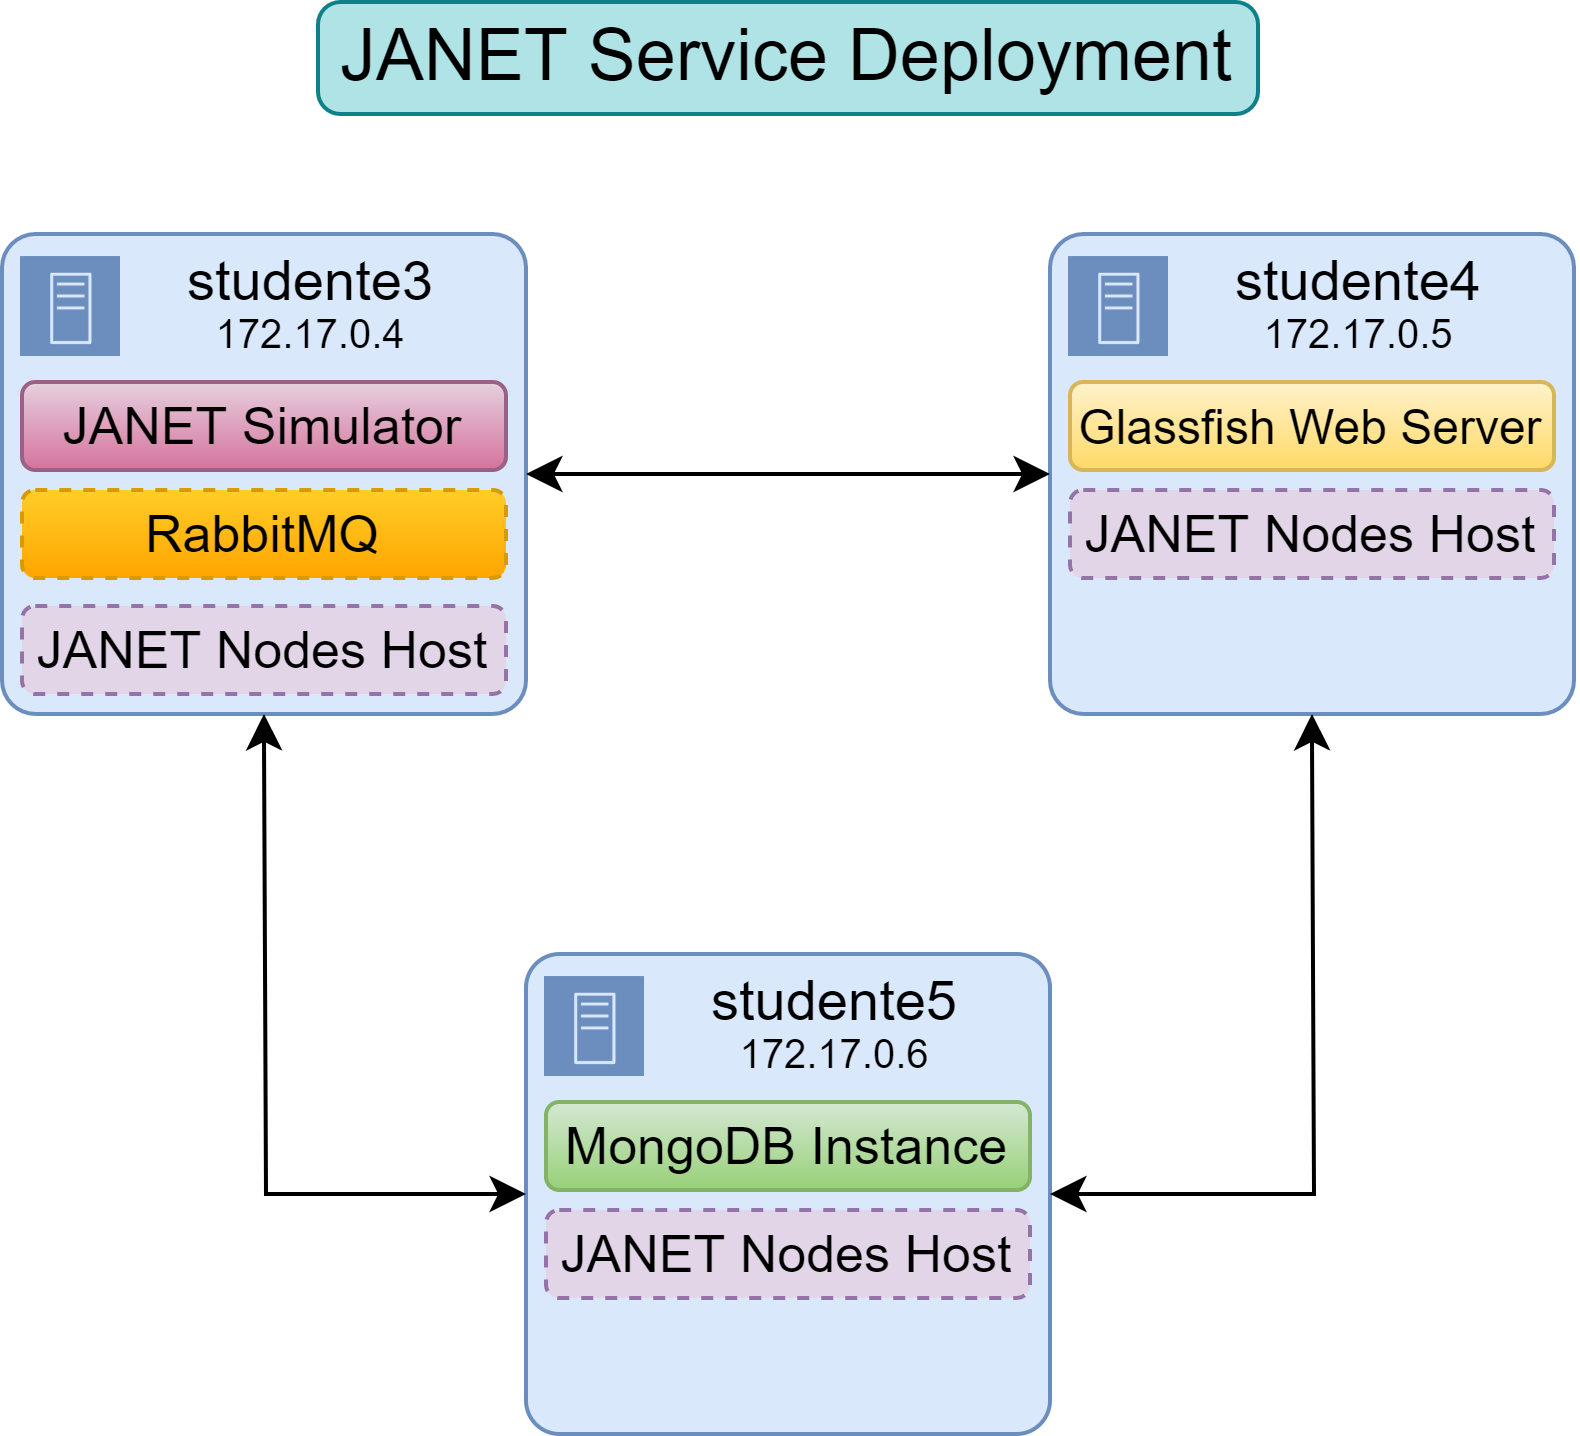 JANET Service Deployment
studente3
172.17.0.4
JANET Simulator
RabbitMQ
JANET Nodes Host
studente4
172.17.0.5
Glassfish Web Server
JANET Nodes Host
studente5
172.17.0.6
MongoDB Instance
JANET Nodes Host